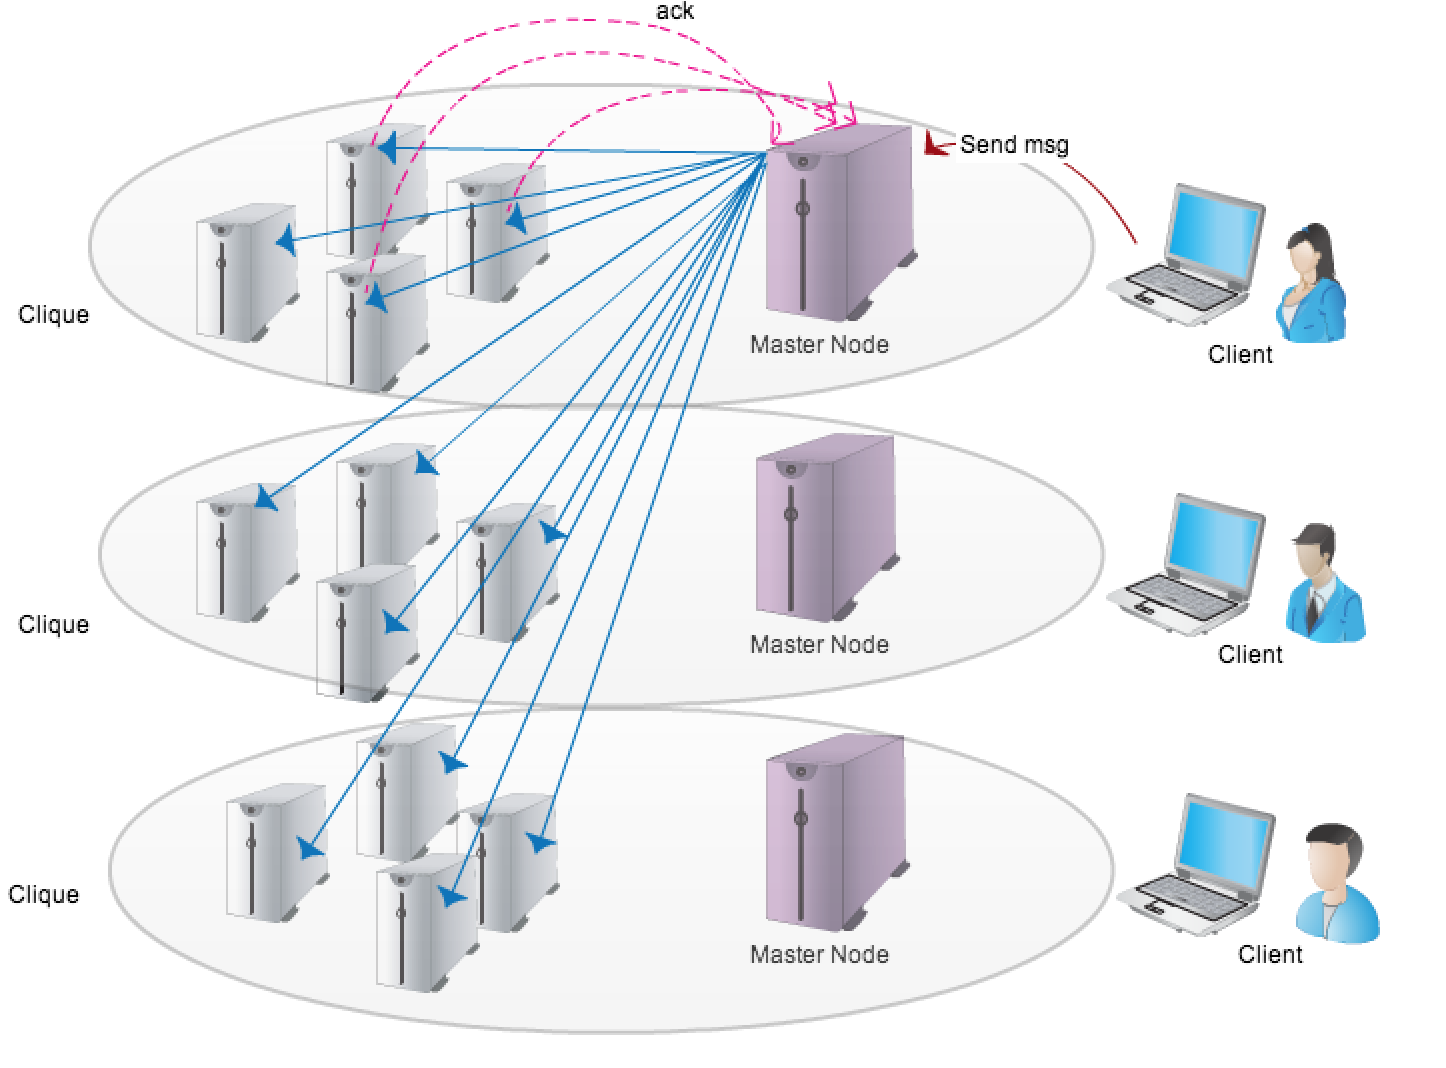 ack
Send msg
Clique
Master Node
Client
Clique
Master Node
Client
Clique
Master Node
Client